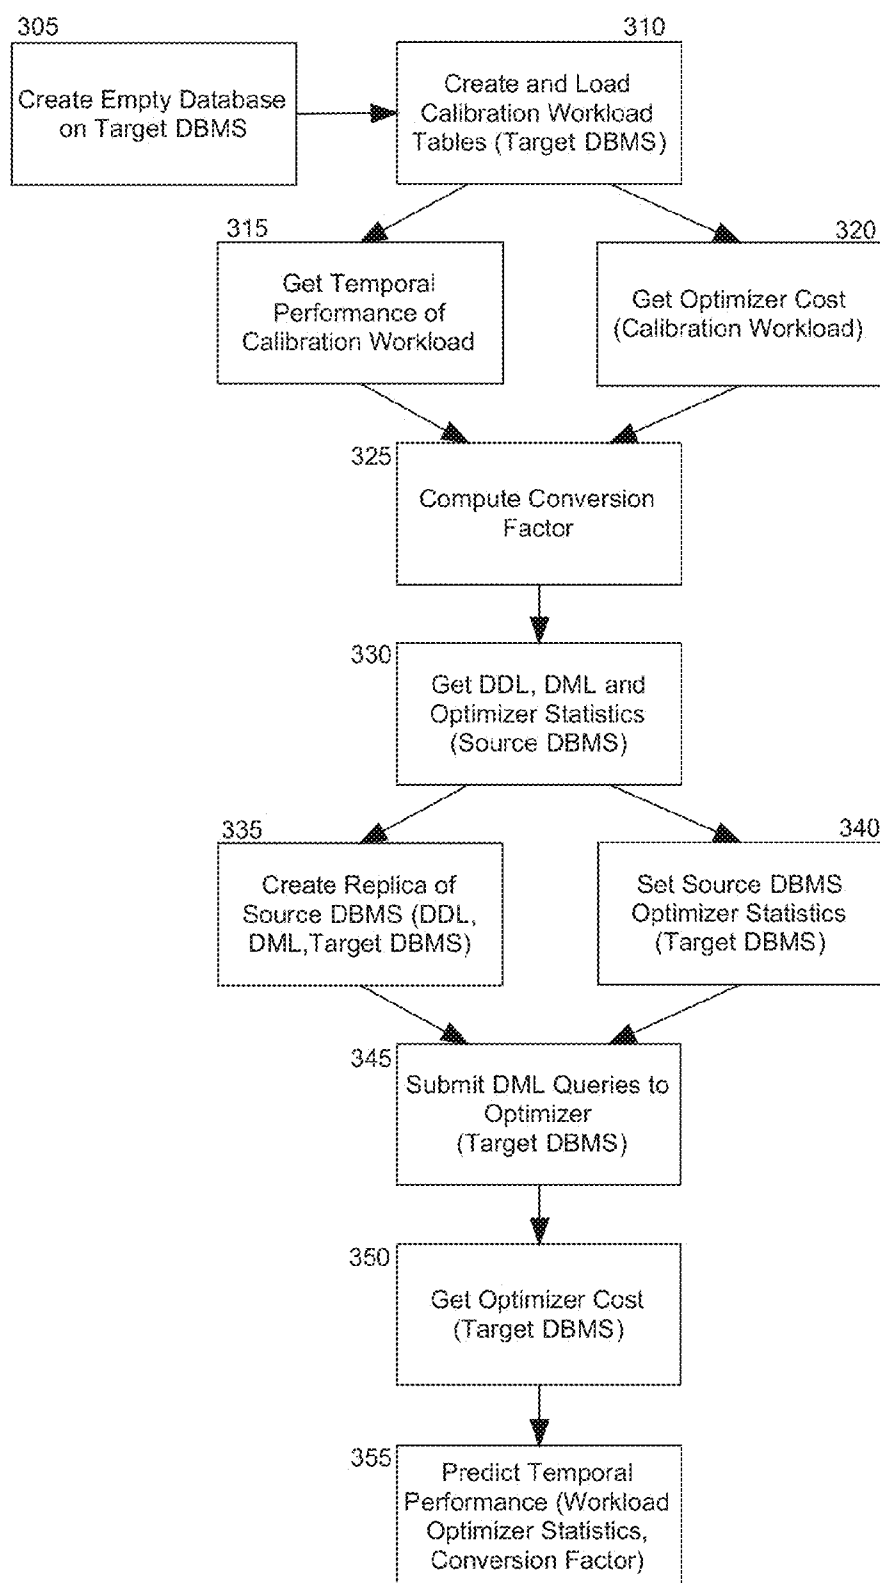 305
Create Empty Database
on Target DBMS
310
Create and Load
Calibration Workload
Tables (Target DBMS)
315
Get Temporal
Performance of
Calibration Workload
320
Get Optimizer Cost
(Calibration Workload)
325
Compute Conversion
Factor
330
Get DDL, DML and
Optimizer Statistics
(Source DBMS)
335
Create Replica of
Source DBMS (DDL,
DML,Target DBMS)
340
Set Source DBMS
Optimizer Statistics
(Target DBMS)
345
Submit DML Queries to
Optimizer
(Target DBMS)
350
Get Optimizer Cost
(Target DBMS)
355
Predict Temporal
Performance (Workload
Optimizer Statistics,
Conversion Factor)